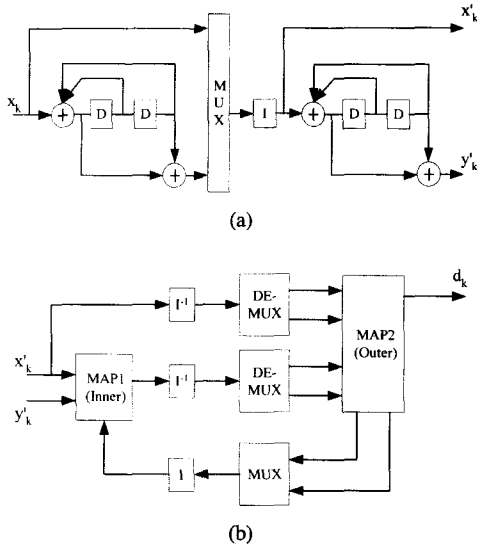 x'k
M
U
X
xk
+
D
D
I
+
D
D
+
+
y'k
(a)
dk
I-1
DE-
MUX
MAP2
(Outer)
x'k
MAP1
(Inner)
I-1
DE-
MUX
y'k
I
MUX
(b)